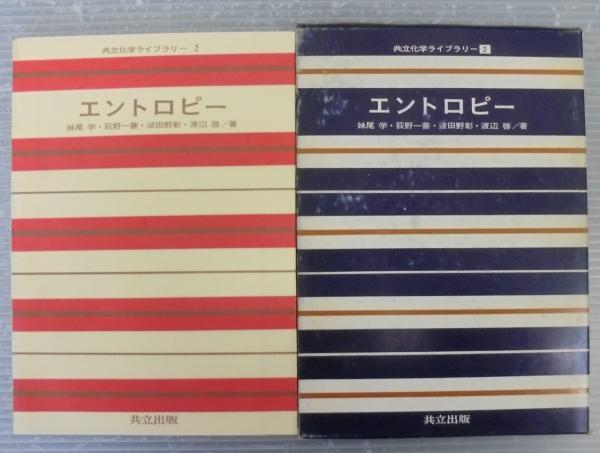 共立化学ライブラリー 2
エントロピー
妹尾 学・荻野一善・波田野彰・渡辺 啓／著
共立出版
共立化学ライブラリー 2
エントロピー
妹尾 学・荻野一善・波田野彰・渡辺 啓／著
共立出版